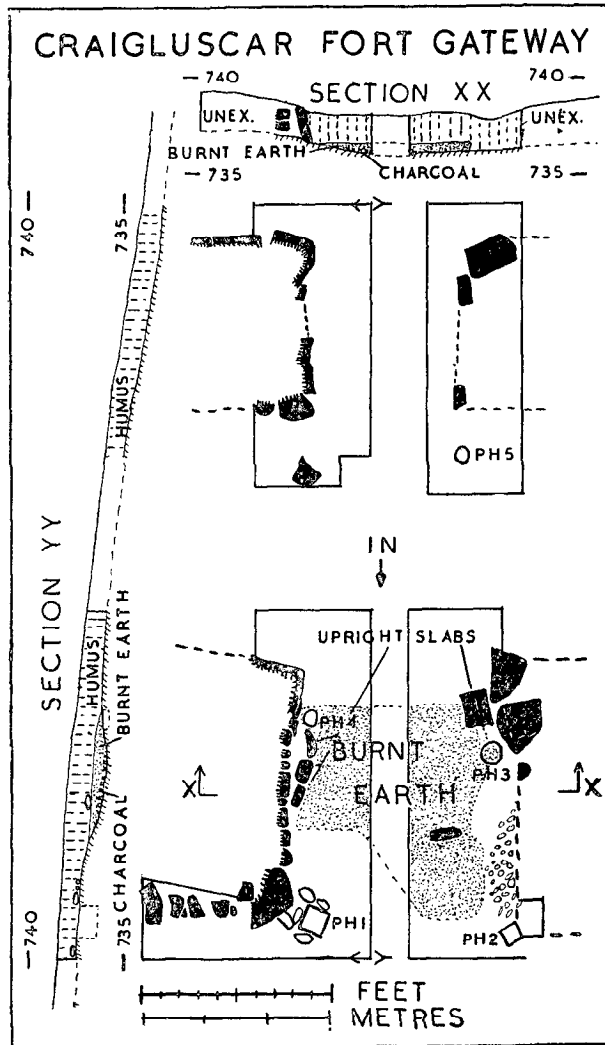 CRAIGLUSCAR FORT GATEWAY
740
SECTION XX
740
UNEX.
UNEX.
BURNT EARTH
CHARCOAL
735
735
740
735
HUMUS
PH5
SECTION YY
IN
HUMUS
BURNT EARTH
UPRIGHT SLABS
PH4
BURNT
PH3
X
EARTH
X
CHARCOAL
740
735
PH1
PH2
FEET
METRES